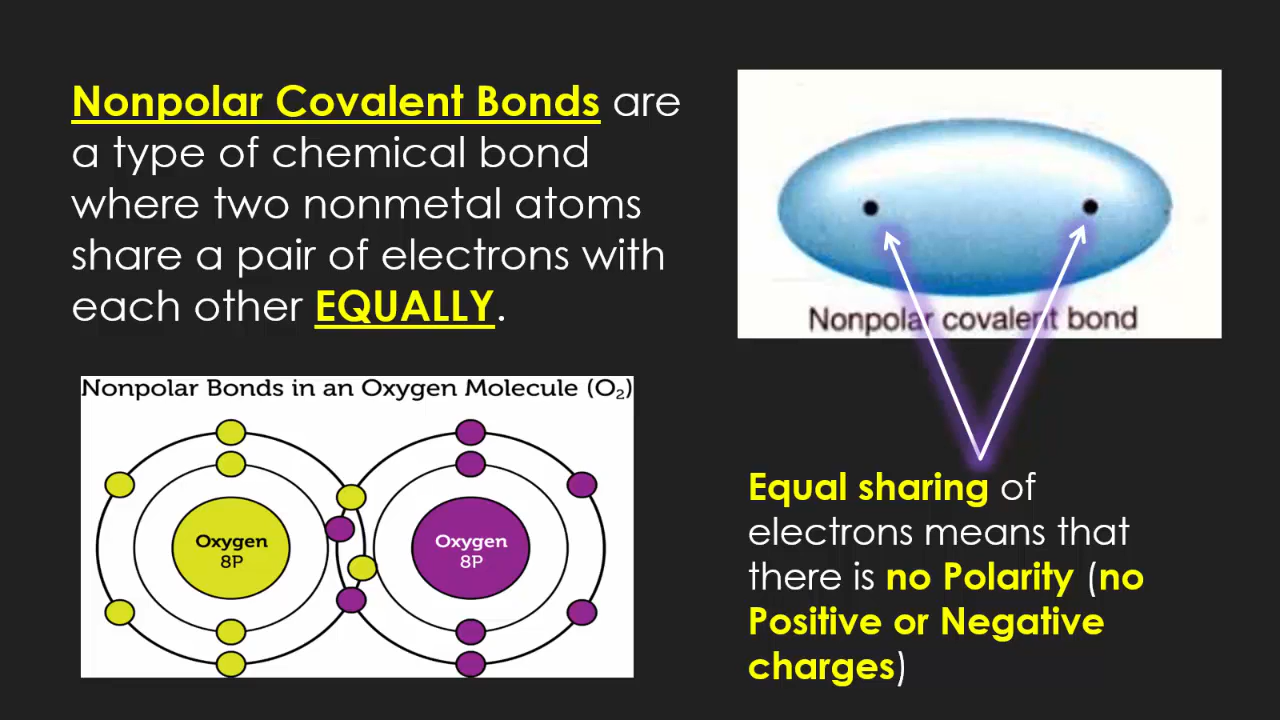 Nonpolar Covalent Bonds are
a type of chemical bond
where two nonmetal atoms
share a pair of electrons with
each other EQUALLY.
Nonpolar covalent bond
Nonpolar Bonds in an Oxygen Molecule (O₂)
Oxygen
8P
Oxygen
8P
Equal sharing of
electrons means that
there is no Polarity (no
Positive or Negative
charges)